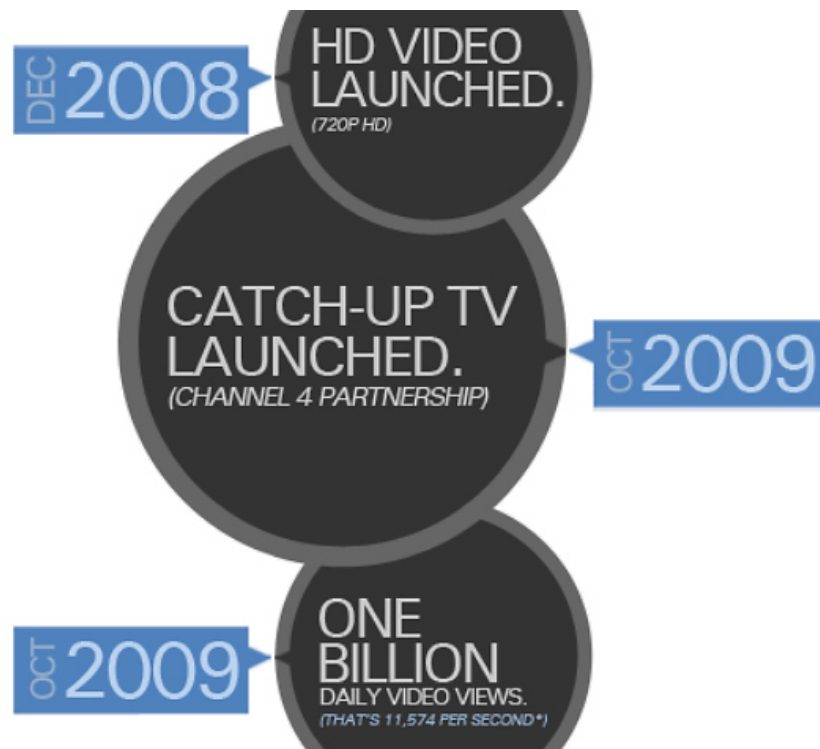 DEC 2008
HD VIDEO
LAUNCHED.
(720P HD)
CATCH-UP TV
LAUNCHED.
(CHANNEL 4 PARTNERSHIP)
OCT 2009
OCT 2009
ONE
BILLION
DAILY VIDEO VIEWS.
(THAT'S 11,574 PER SECOND*)